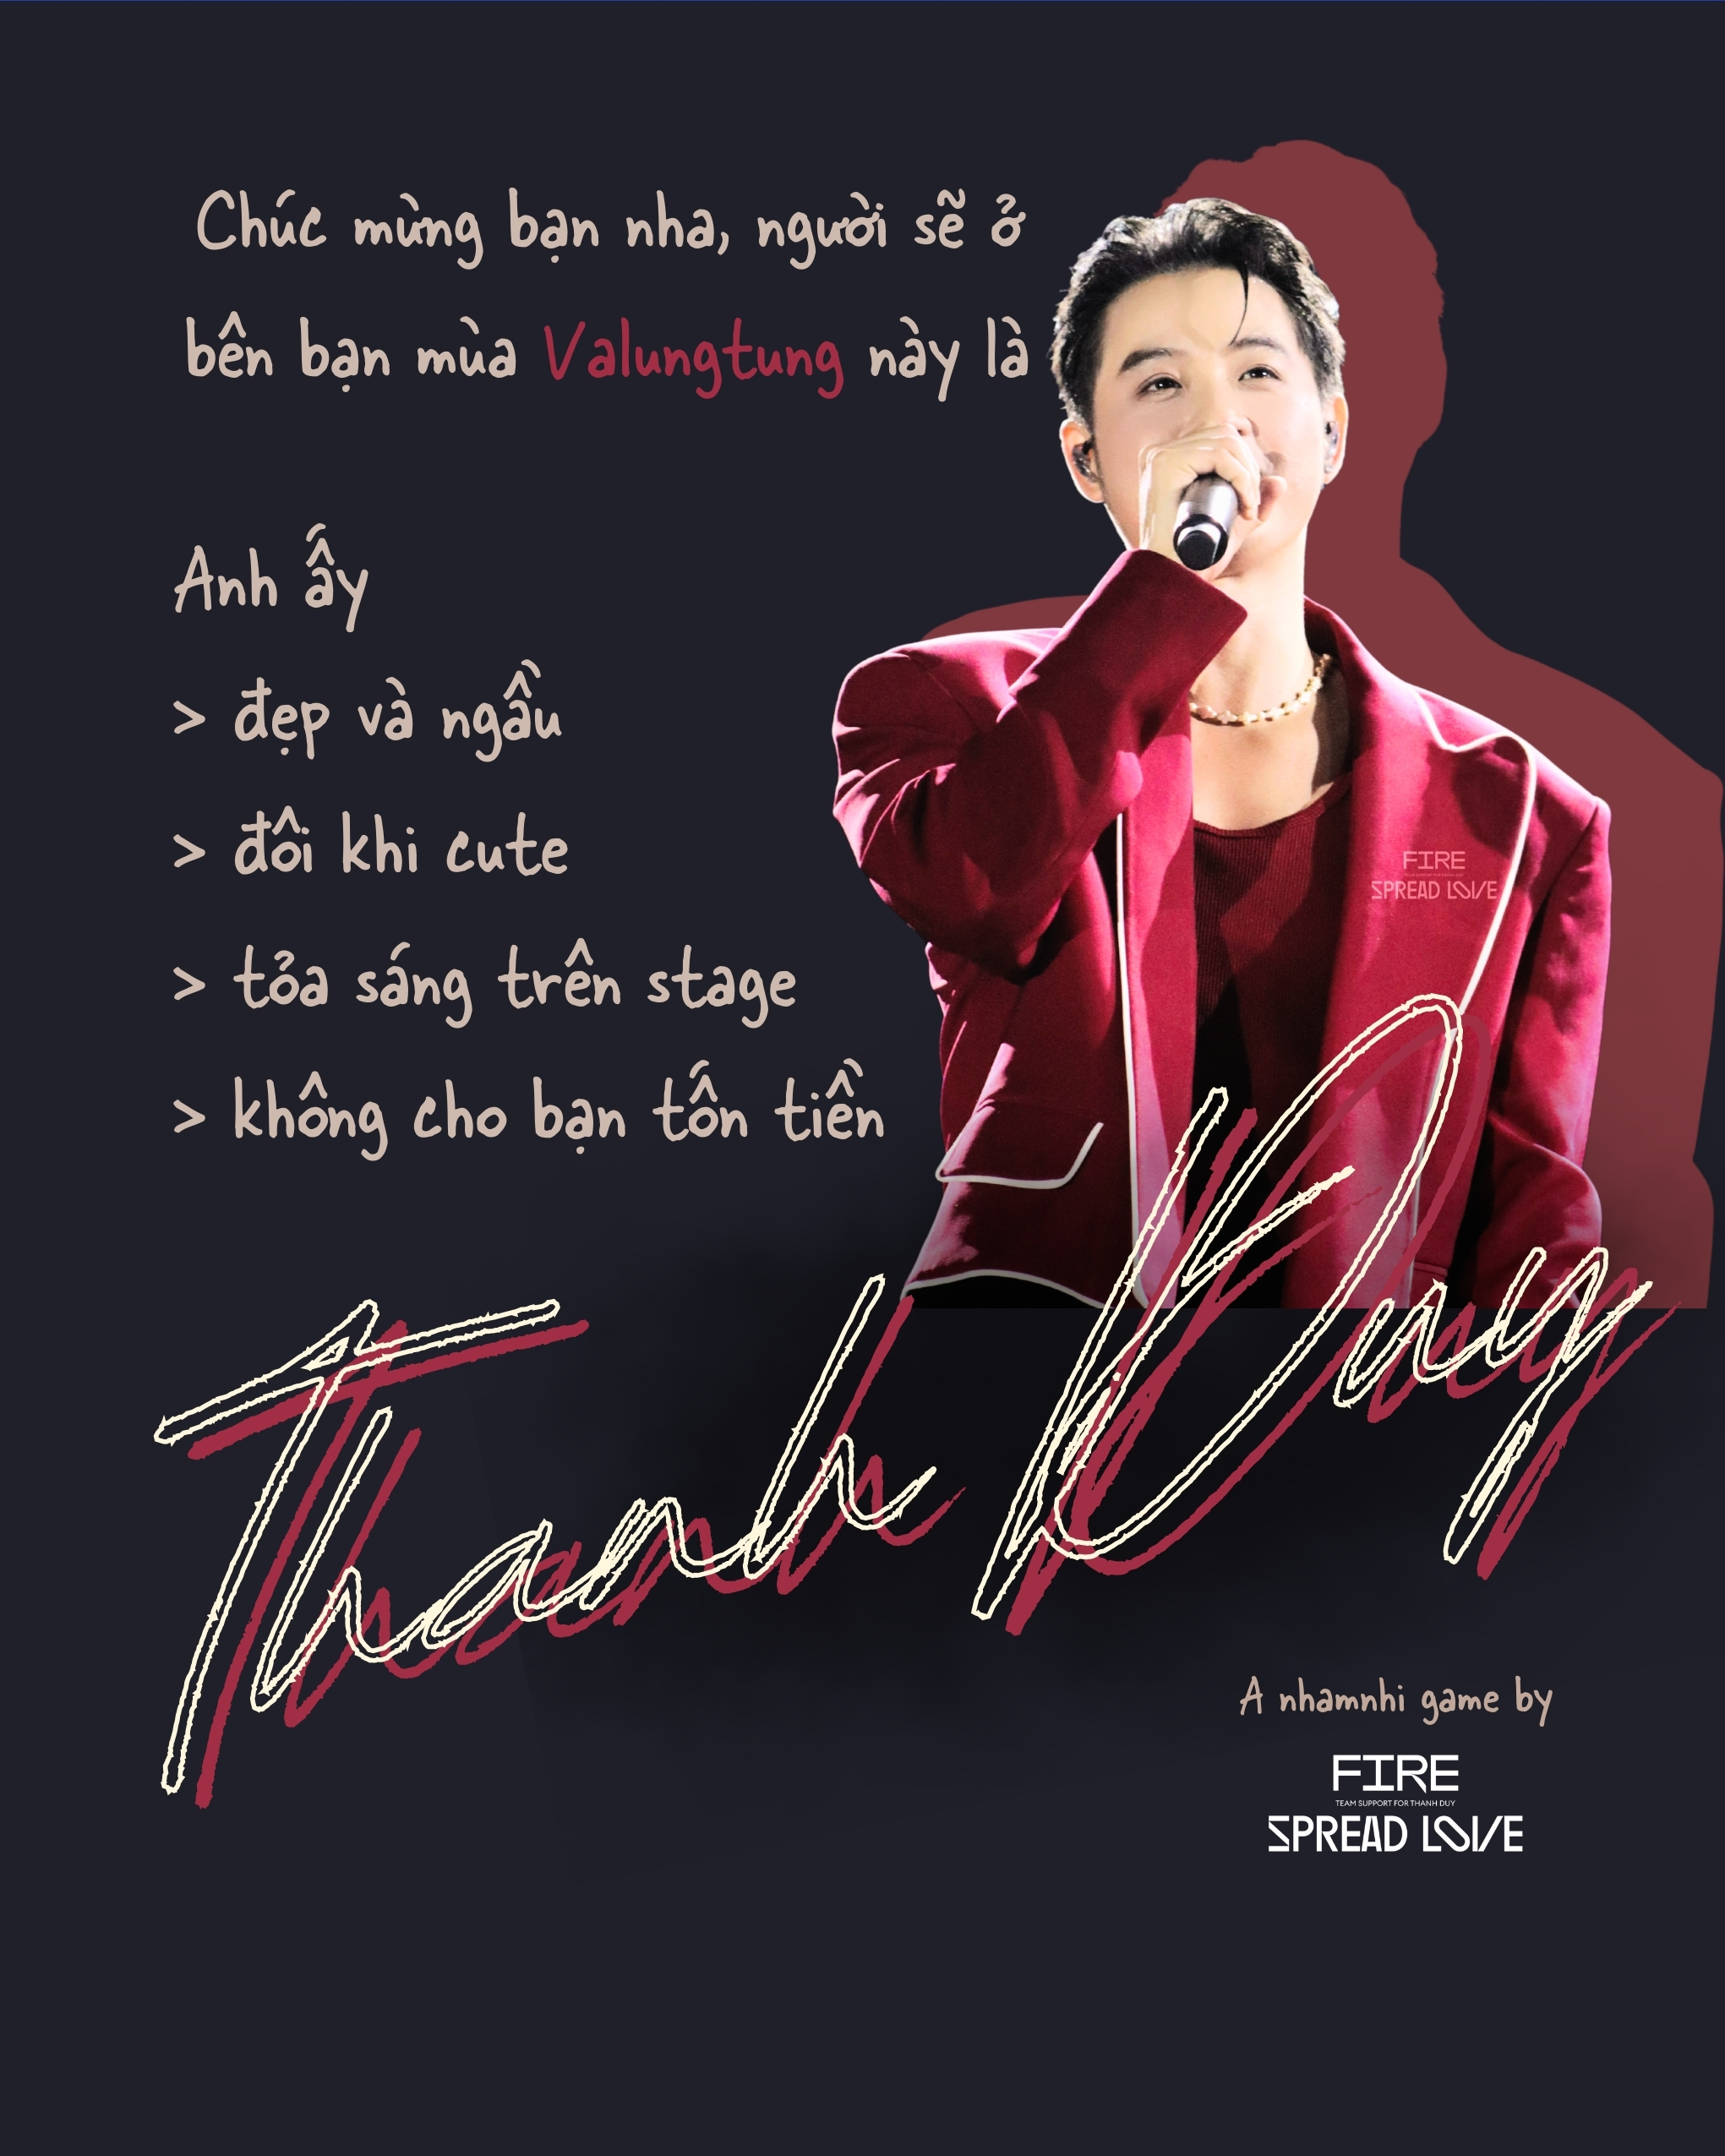 Chúc mừng bạn nha, người sẽ ở
bên bạn mùa Valungtung này là
Anh ấy
> đẹp và ngầu
> đôi khi cute
> tỏa sáng trên stage
> không cho bạn tốn tiền
FIRE
SPREAD LOVE
Thanh Duy
A nhamnhi game by
FIRE
TEAM SUPPORT FOR THANH DUY
SPREAD LOVE